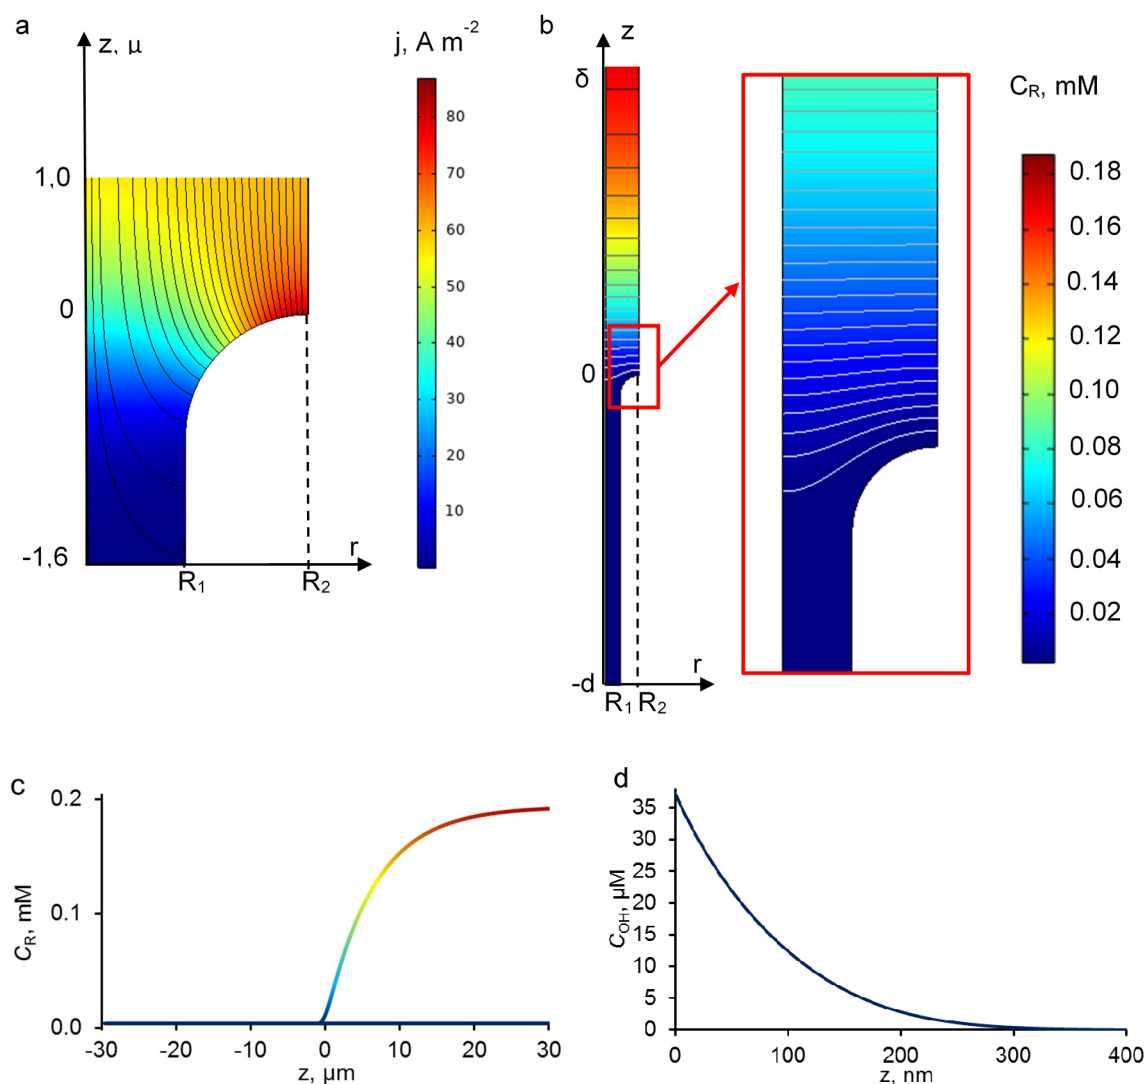 a
z, μ
j, A m⁻²
1,0
0
-1,6
R₁
R₂
r
80
70
60
50
40
30
20
10
b
z
δ
0
-d
R₁ R₂
r
C_R, mM
0.18
0.16
0.14
0.12
0.10
0.08
0.06
0.04
0.02
c
C_R, mM
0.2
0.1
0.0
-30 -20 -10 0 10 20 30
z, μm
d
C_OH, μM
35
30
25
20
15
10
5
0
0 100 200 300 400
z, nm